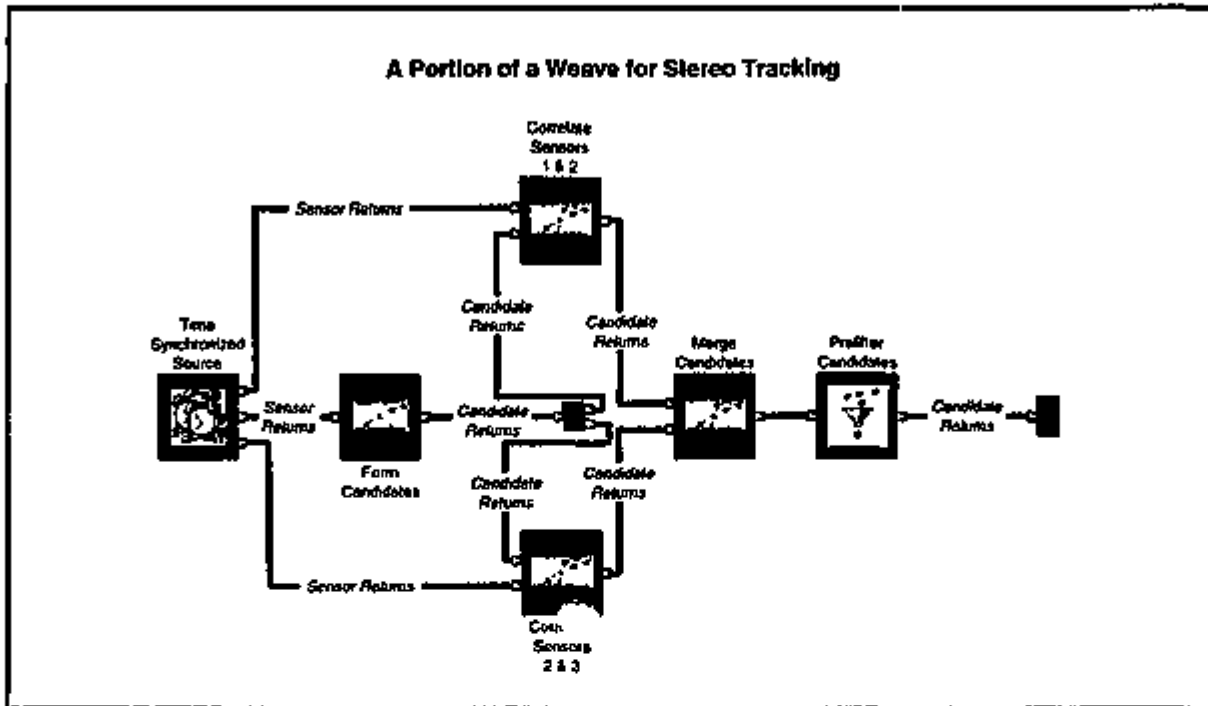 A Portion of a Weave for Stereo Tracking
Correlate
Sensors
1 & 2
Sensor Returns
Candidate
Returns
Candidate
Returns
Time
Synchronized
Source
Merge
Candidates
Prefilter
Candidates
Sensor
Returns
Candidate
Returns
Candidate
Returns
Form
Candidates
Candidate
Returns
Candidate
Returns
Sensor Returns
Sensors
2 & 3